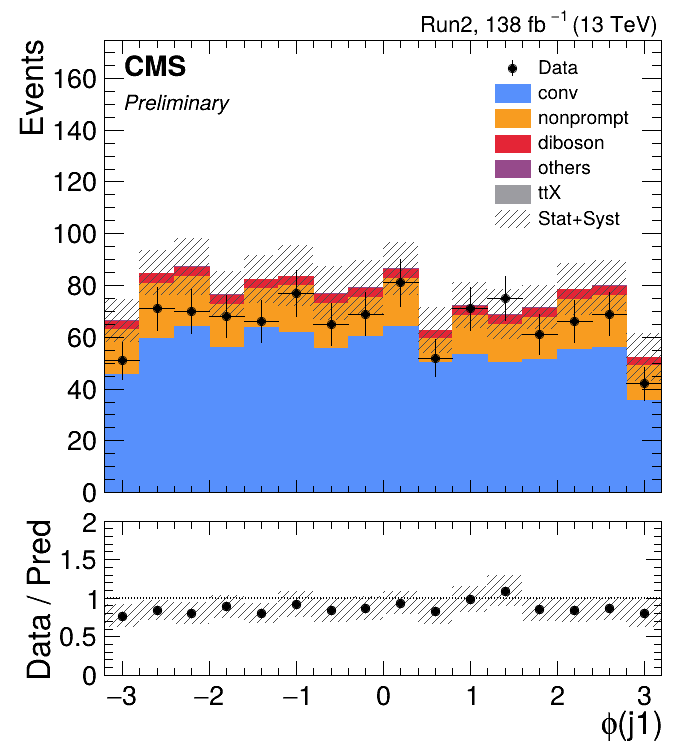 Run2, 138 fb⁻¹ (13 TeV)
Events
160
140
120
100
80
60
40
20
0
CMS
Preliminary
Data
conv
nonprompt
diboson
others
ttX
Stat+Syst
Data / Pred
2
1.5
1
0.5
0
−3
−2
−1
0
1
2
3
ϕ(j1)